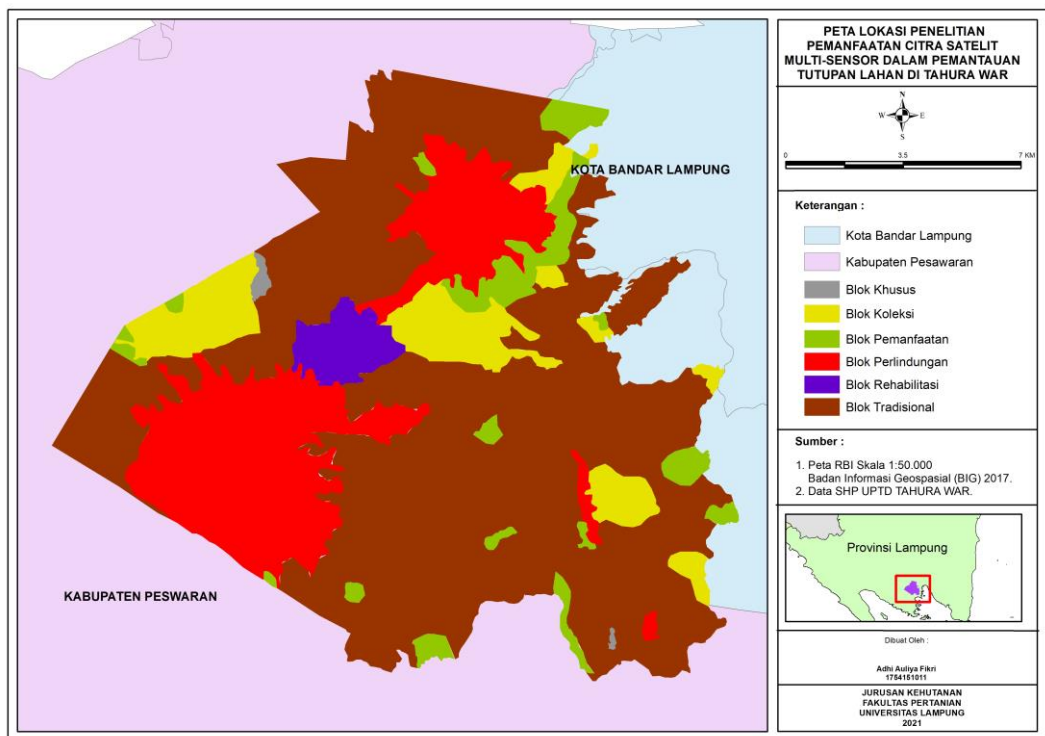 PETA LOKASI PENELITIAN
PEMANFAATAN CITRA SATELIT
MULTI-SENSOR DALAM PEMANTAUAN
TUTUPAN LAHAN DI TAHURA WAR
N
W E
S
0 3.5 7 KM
KOTA BANDAR LAMPUNG
KABUPATEN PESWARAN
Keterangan :
Kota Bandar Lampung
Kabupaten Pesawaran
Blok Khusus
Blok Koleksi
Blok Pemanfaatan
Blok Perlindungan
Blok Rehabilitasi
Blok Tradisional
Sumber :
1. Peta RBI Skala 1:50.000
Badan Informasi Geospasial (BIG) 2017.
2. Data SHP UPTD TAHURA WAR.
Provinsi Lampung
Dibuat Oleh :
Adhi Auliya Fikri
1754151011
JURUSAN KEHUTANAN
FAKULTAS PERTANIAN
UNIVERSITAS LAMPUNG
2021